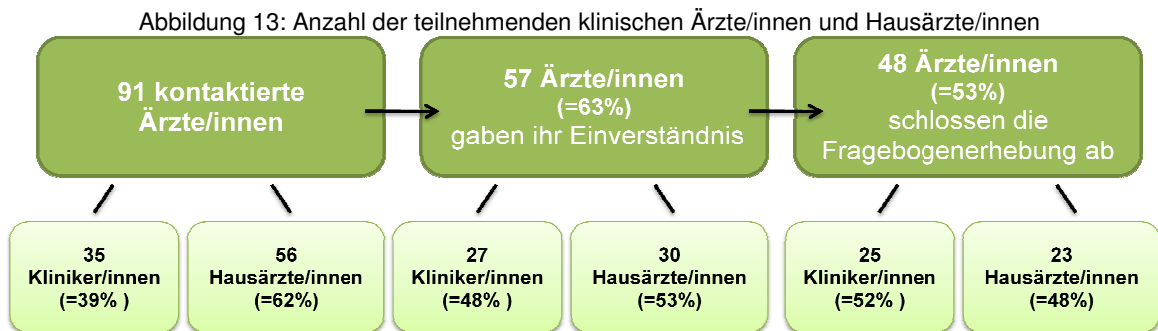 Abbildung 13: Anzahl der teilnehmenden klinischen Ärzte/innen und Hausärzte/innen
91 kontaktierte
Ärzte/innen
57 Ärzte/innen
(=63%)
gaben ihr Einverständnis
48 Ärzte/innen
(=53%)
schlossen die
Fragebogenerhebung ab
35
Kliniker/innen
(=39% )
56
Hausärzte/innen
(=62%)
27
Kliniker/innen
(=48% )
30
Hausärzte/innen
(=53%)
25
Kliniker/innen
(=52% )
23
Hausärzte/innen
(=48%)